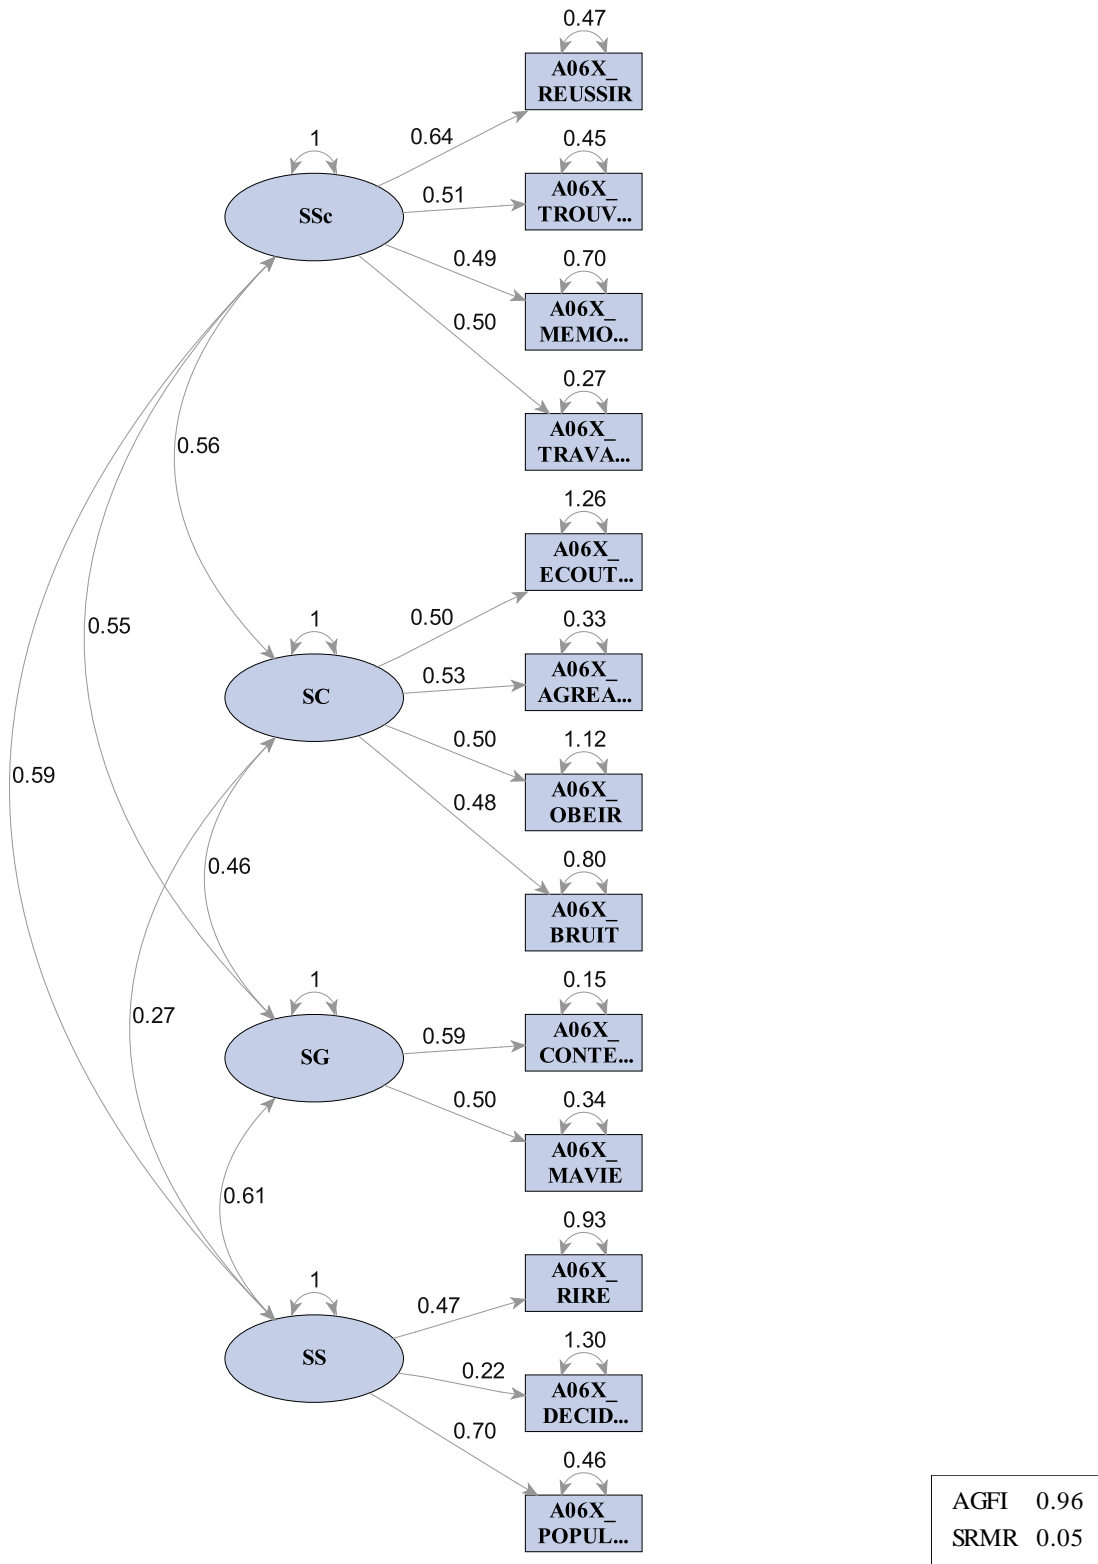 0.47
A06X_
REUSSIR
0.64
1
0.45
A06X_
TROUV...
0.51
SSc
0.49
0.70
A06X_
MEMO...
0.50
0.27
A06X_
TRAVA...
0.56
1.26
A06X_
ECOUT...
0.50
0.55
1
0.33
A06X_
AGREA...
0.53
SC
0.50
1.12
A06X_
OBEIR
0.59
0.48
0.80
A06X_
BRUIT
0.46
1
0.15
A06X_
CONTE...
0.27
0.59
SG
0.50
0.34
A06X_
MAVIE
0.61
0.93
A06X_
RIRE
1
0.47
1.30
A06X_
DECID...
SS
0.22
0.70
0.46
A06X_
POPUL...
AGFI 0.96
SRMR 0.05